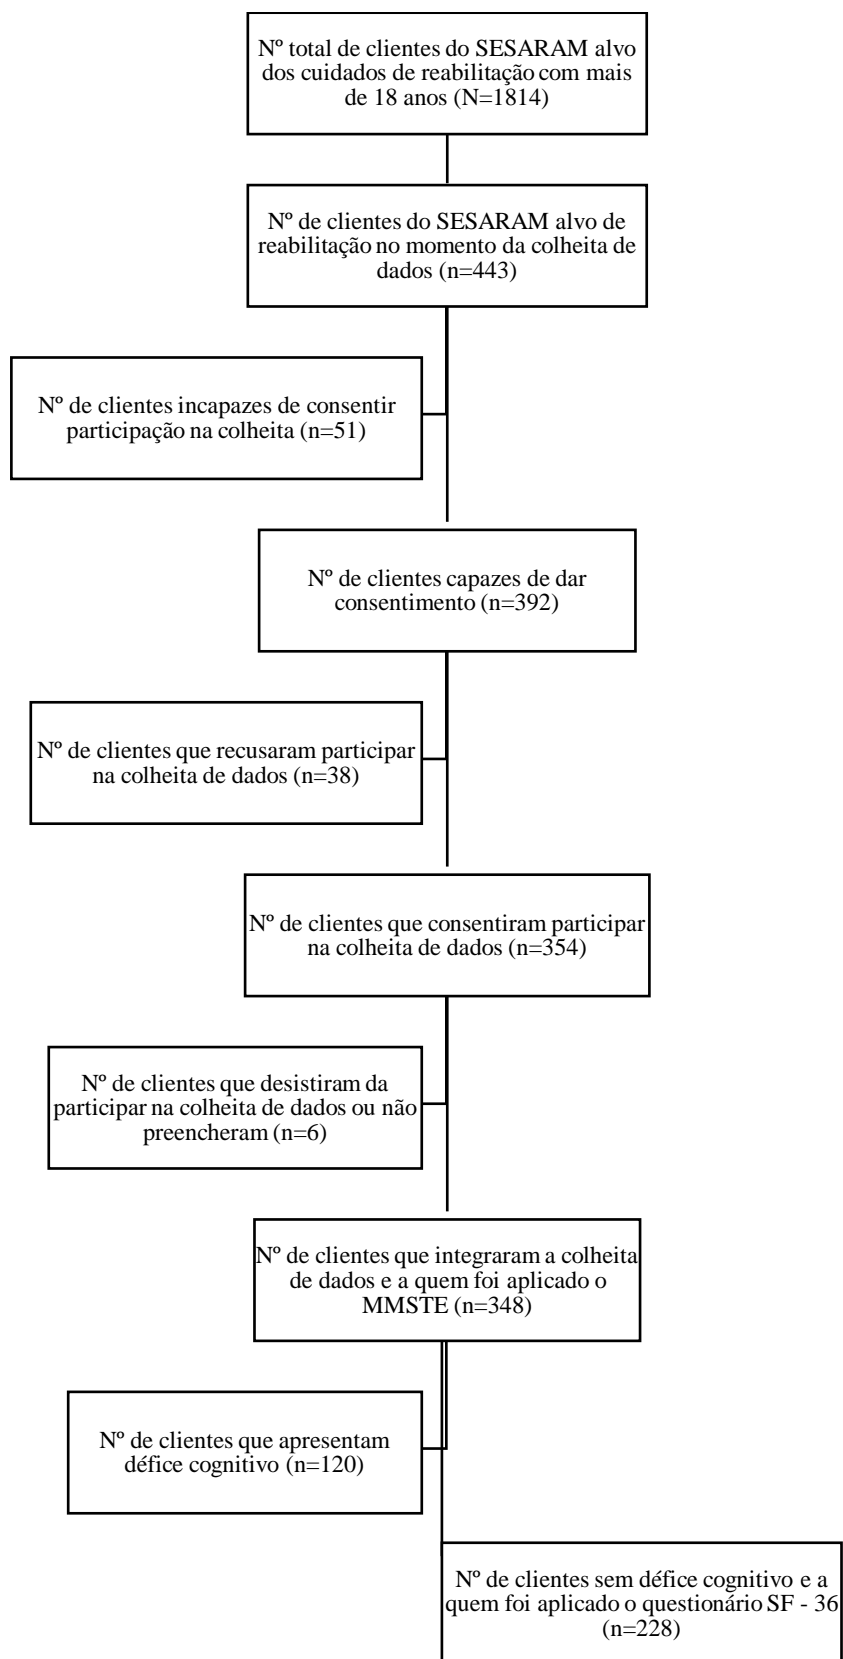 Nº total de clientes do SESARAM alvo
dos cuidados de reabilitação com mais
de 18 anos (N=1814)
Nº de clientes do SESARAM alvo de
reabilitação no momento da colheita de
dados (n=443)
Nº de clientes incapazes de consentir
participação na colheita (n=51)
Nº de clientes capazes de dar
consentimento (n=392)
Nº de clientes que recusaram participar
na colheita de dados (n=38)
Nº de clientes que consentiram participar
na colheita de dados (n=354)
Nº de clientes que desistiram da
participar na colheita de dados ou não
preencheram (n=6)
Nº de clientes que integraram a colheita
de dados e a quem foi aplicado o
MMSTE (n=348)
Nº de clientes que apresentam
défice cognitivo (n=120)
Nº de clientes sem défice cognitivo e a
quem foi aplicado o questionário SF - 36
(n=228)